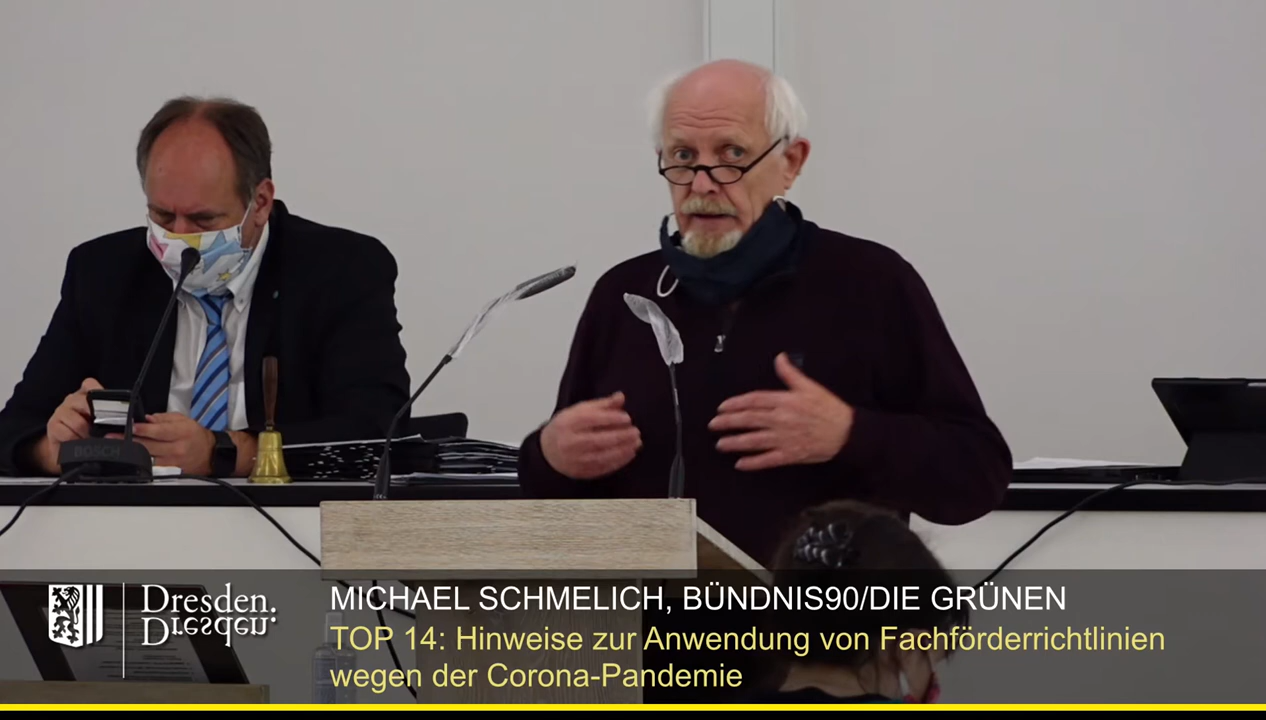 BOSCH
Dresden.
Dresden.
MICHAEL SCHMELICH, BÜNDNIS90/DIE GRÜNEN
TOP 14: Hinweise zur Anwendung von Fachförderrichtlinien
wegen der Corona-Pandemie